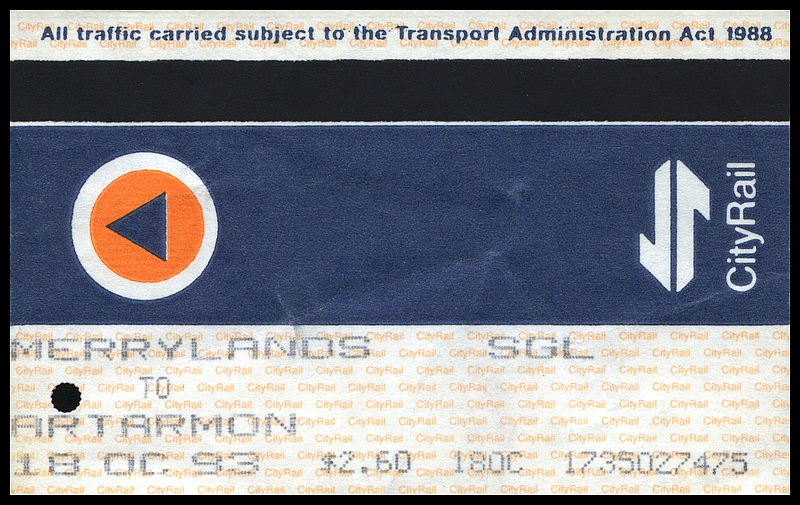 All traffic carried subject to the Transport Administration Act 1988
CityRail
MERRYLANDS SGL
TO
ARTARMON
18 OC 93 $2.60 18OC 1735027475